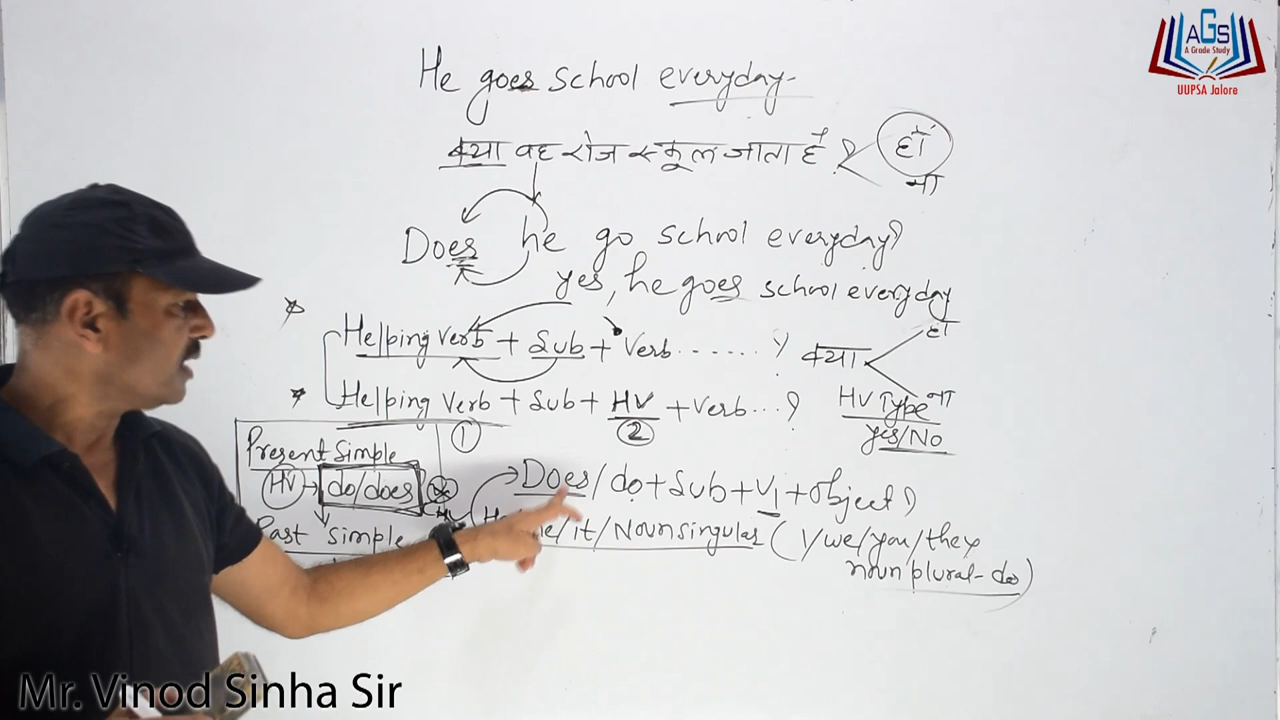 He goes school everyday-
क्या वह रोज स्कूल जाता है ? हाँ
ना
Does he go school everyday?
yes, he goes school everyday
Helping verb + Sub + Verb ...... ? क्या हाँ
ना
Helping verb + Sub + HV + verb ... ? HV Type
① ② Yes/No
Present Simple
HV → do/does
Does/do + Sub + V1 + object ?
Past Simple
/it/Noun singular (I/we/you/they
noun plural - do)
AGS
A Grade Study
UUPSA Jalore
Mr. Vinod Sinha Sir